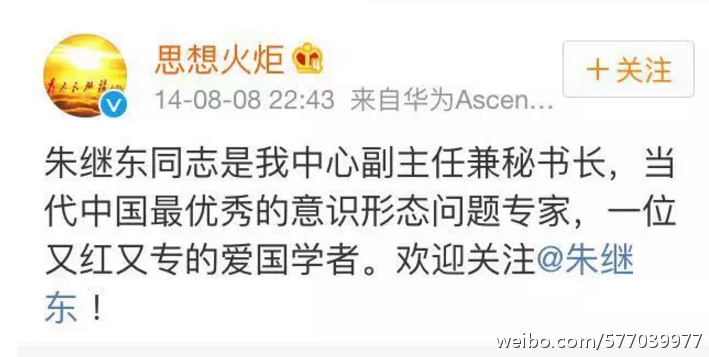 思想火炬
+关注
14-08-08 22:43 来自华为Ascen...
朱继东同志是我中心副主任兼秘书长，当
代中国最优秀的意识形态问题专家，一位
又红又专的爱国学者。欢迎关注@朱继
东！
weibo.com/577039977